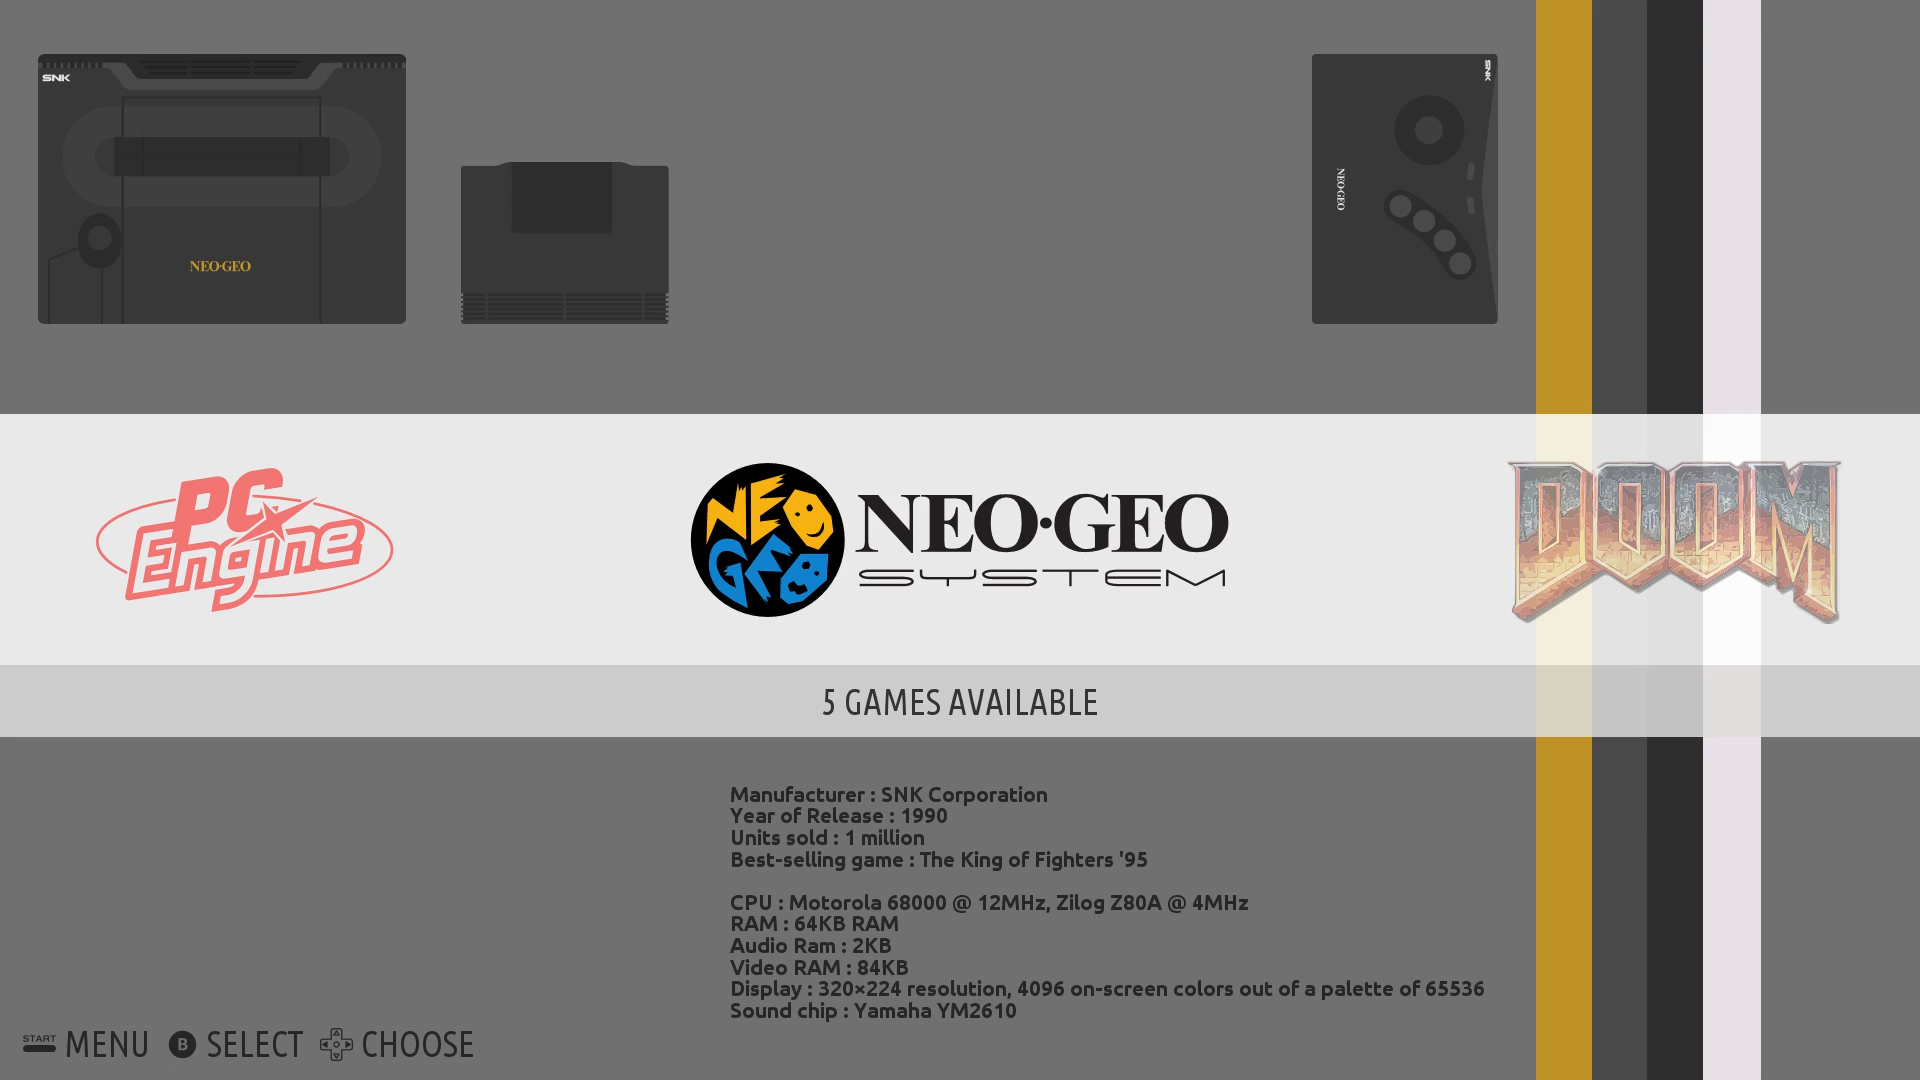 SNK
NEO·GEO
SNK
NEO·GEO
PC Engine
NEO GEO
NEO·GEO
SYSTEM
DOOM
5 GAMES AVAILABLE
Manufacturer : SNK Corporation
Year of Release : 1990
Units sold : 1 million
Best-selling game : The King of Fighters '95
CPU : Motorola 68000 @ 12MHz, Zilog Z80A @ 4MHz
RAM : 64KB RAM
Audio Ram : 2KB
Video RAM : 84KB
Display : 320×224 resolution, 4096 on-screen colors out of a palette of 65536
Sound chip : Yamaha YM2610
START MENU B SELECT CHOOSE